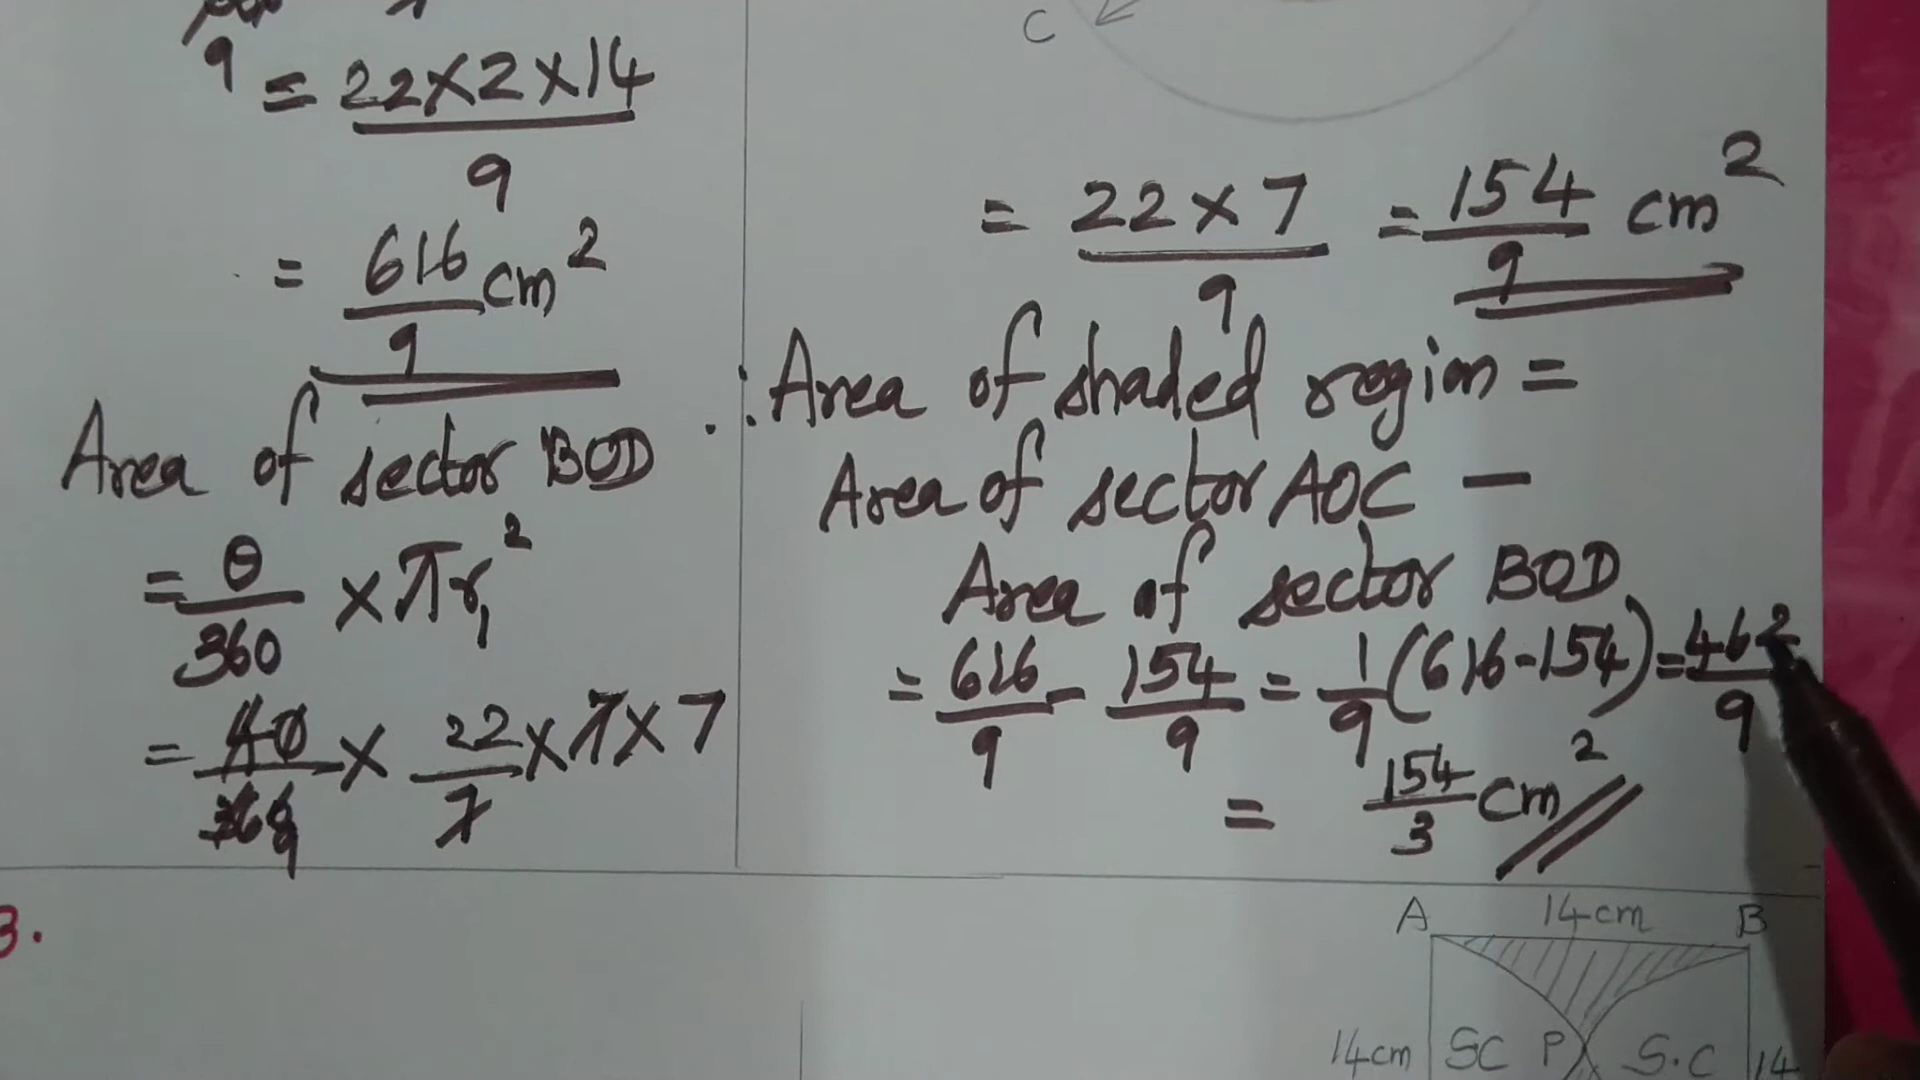 9 = 22×2×14
9
= 616 cm²
9
Area of sector BOD
= θ × πr₁²
360
= 40 × 22 × 7 × 7
360 7
9
C
= 22 × 7 = 154 cm²
9 9
∴ Area of shaded region =
Area of sector AOC –
Area of sector BOD
= 616 - 154 = 1 (616-154) = 462
9 9 9 9
= 154 cm²
3
3.
A 14cm B
14cm SC P S.C 14